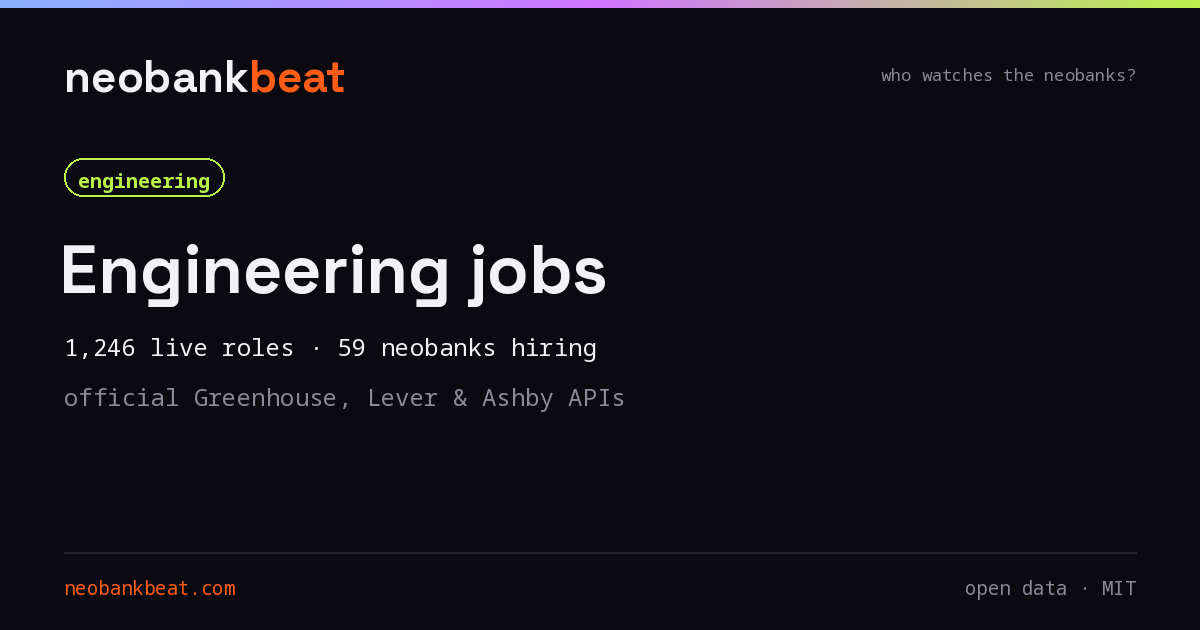 neobankbeat
who watches the neobanks?
engineering
Engineering jobs
1,246 live roles · 59 neobanks hiring
official Greenhouse, Lever & Ashby APIs
neobankbeat.com
open data · MIT